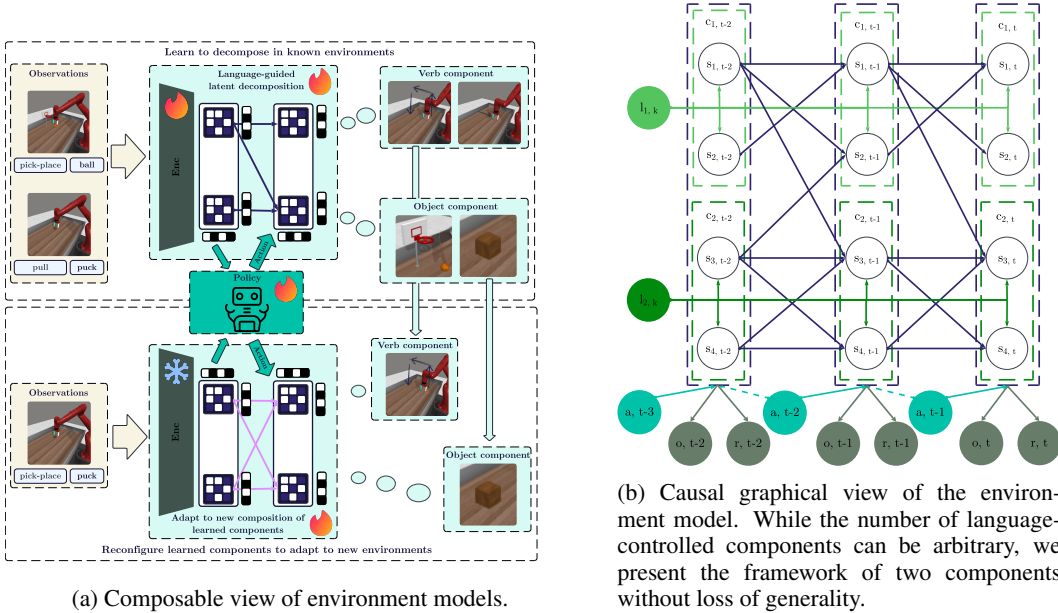 Learn to decompose in known environments
Observations
pick-place ball
pull puck
Enc
Language-guided
latent decomposition
Verb component
Object component
Action
Policy
Action
Observations
pick-place puck
Enc
Verb component
Object component
Adapt to new composition of
learned components
Reconfigure learned components to adapt to new environments
(a) Composable view of environment models.
c1, t-2 c1, t-1 c1, t
s1, t-2 s1, t-1 s1, t
l1, k
s2, t-2 s2, t-1 s2, t
c2, t-2 c2, t-1 c2, t
s3, t-2 s3, t-1 s3, t
l2, k
s4, t-2 s4, t-1 s4, t
a, t-3 a, t-2 a, t-1
o, t-2 r, t-2 o, t-1 r, t-1 o, t r, t
(b) Causal graphical view of the environ-
ment model. While the number of language-
controlled components can be arbitrary, we
present the framework of two components
without loss of generality.